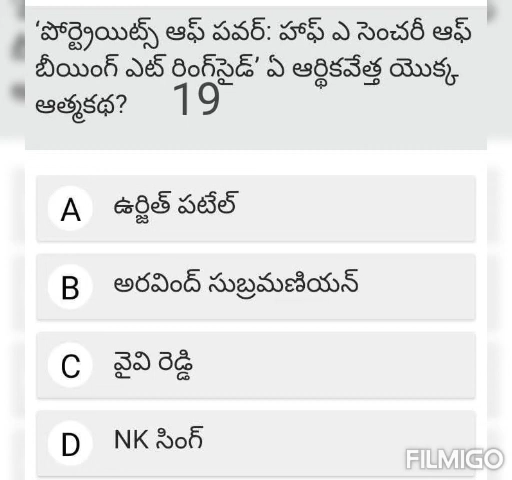 'పోర్ట్రెయిట్స్ ఆఫ్ పవర్: హాఫ్ ఎ సెంచరీ ఆఫ్
బీయింగ్ ఎట్ రింగ్‌సైడ్' ఏ ఆర్థికవేత్త యొక్క
ఆత్మకథ? 19
A ఉర్జిత్ పటేల్
B అరవింద్ సుబ్రమణియన్
C వైవి రెడ్డి
D NK సింగ్
FILMIGO